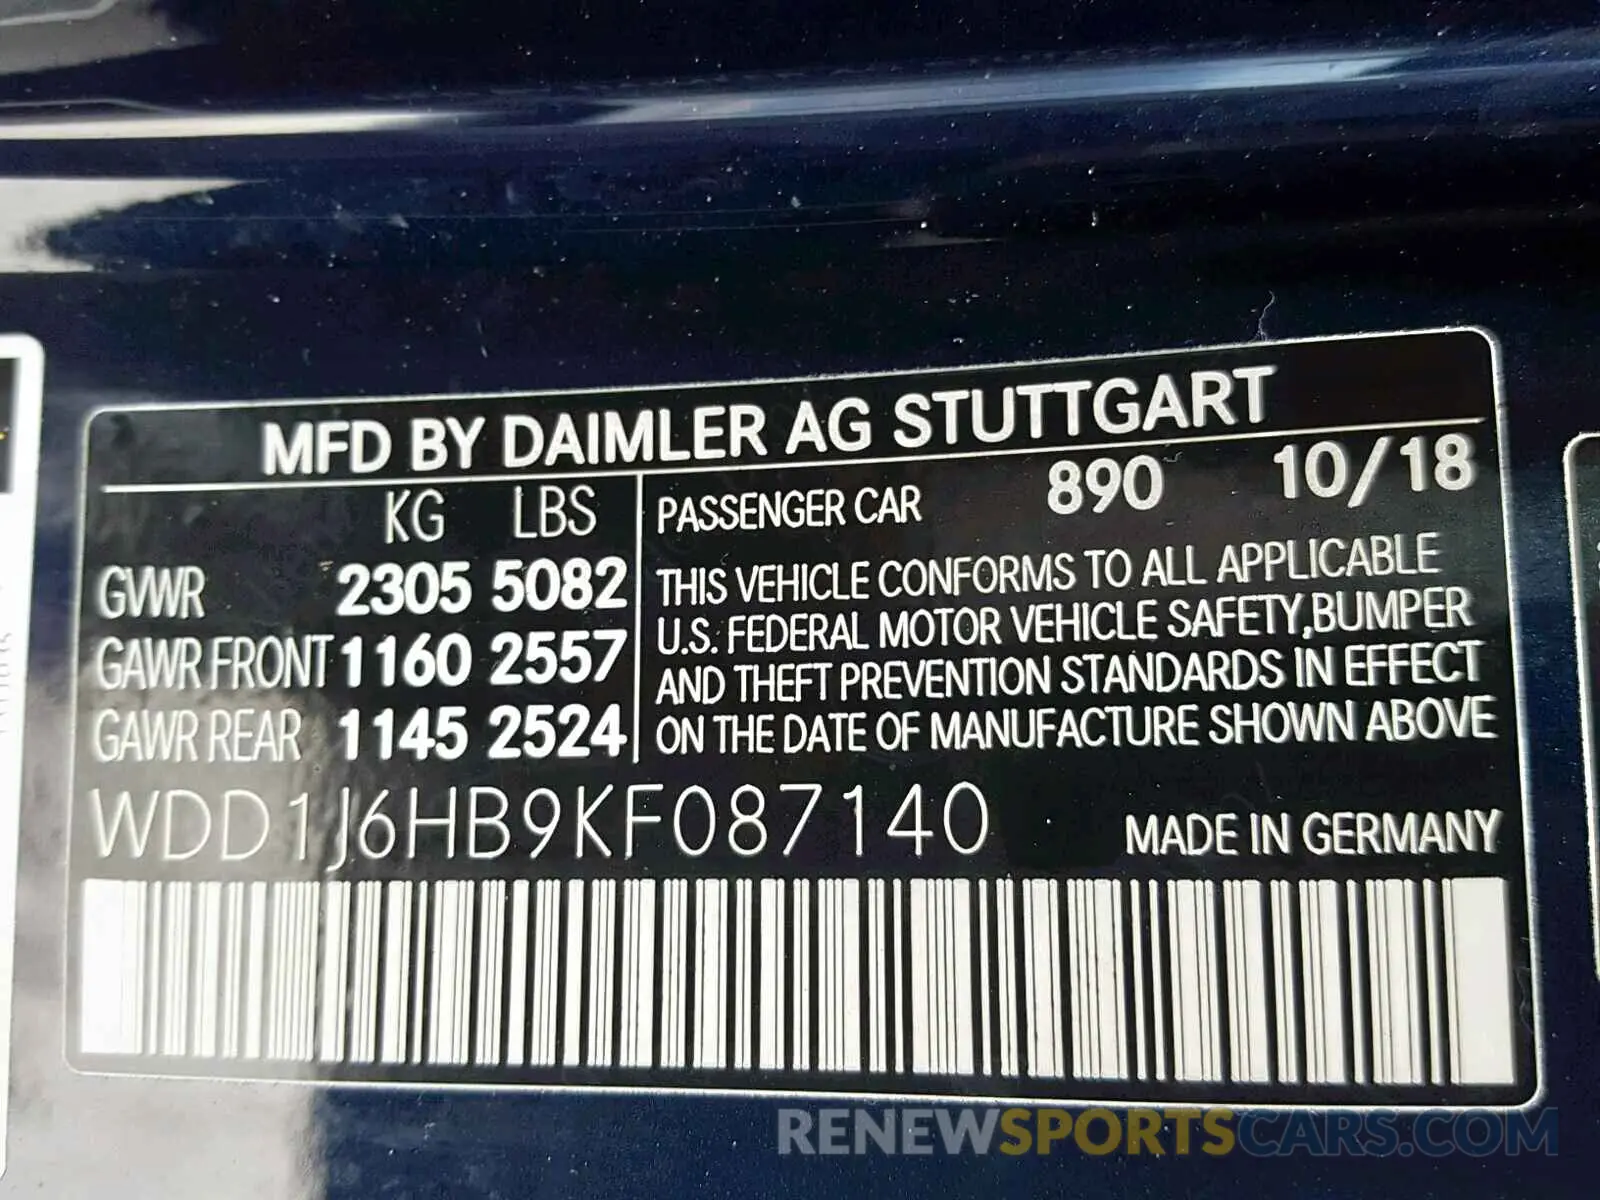 MFD BY DAIMLER AG STUTTGART
KG LBS
GVWR 2305 5082
GAWR FRONT 1160 2557
GAWR REAR 1145 2524
PASSENGER CAR 890 10/18
THIS VEHICLE CONFORMS TO ALL APPLICABLE
U.S. FEDERAL MOTOR VEHICLE SAFETY,BUMPER
AND THEFT PREVENTION STANDARDS IN EFFECT
ON THE DATE OF MANUFACTURE SHOWN ABOVE
WDD1J6HB9KF087140
MADE IN GERMANY
RENEWSPORTSCARS.COM